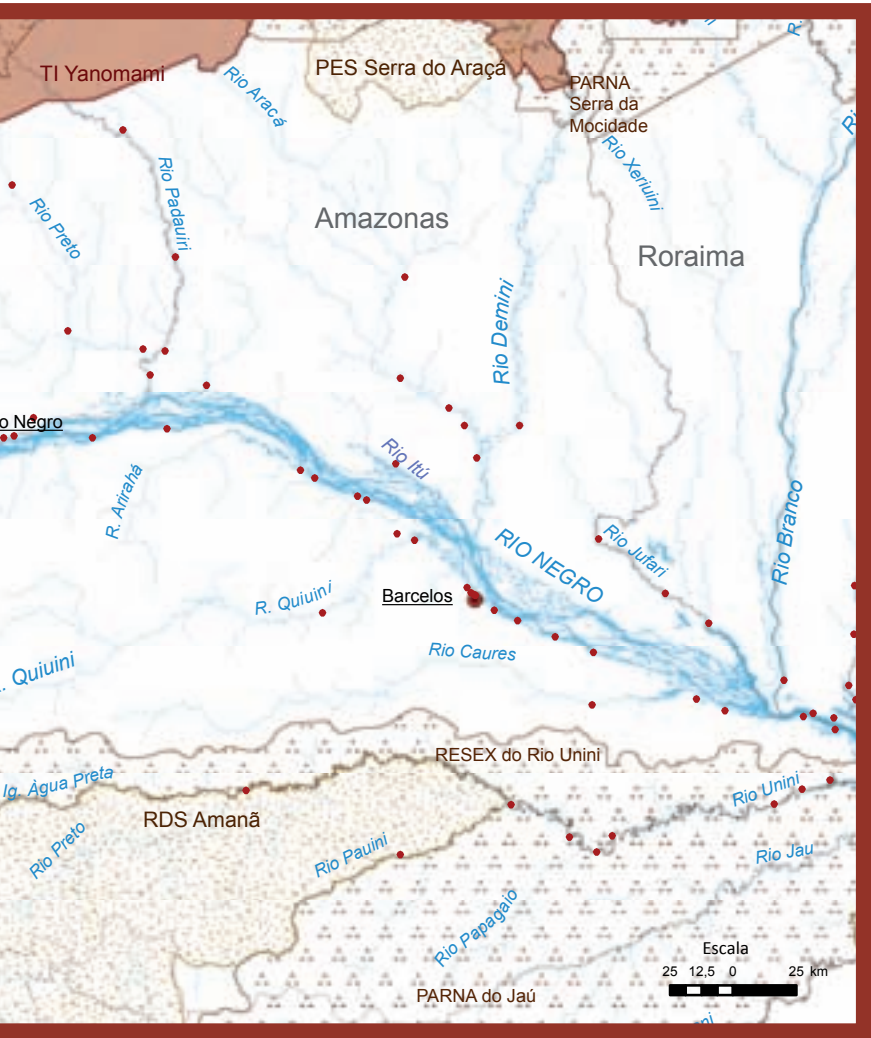 R.
TI Yanomami
PES Serra do Araçá
Rio Aracá
PARNA
Serra da
Mocidade
Rio Xeriuini
Rio Padauiri
Rio Preto
Amazonas
Roraima
Rio Demini
o Negro
Rio Itú
R. Arirahá
Rio Branco
RIO NEGRO
Rio Jufari
R. Quiuini
Barcelos
Rio Caures
. Quiuini
RESEX do Rio Unini
Ig. Àgua Preta
Rio Unini
RDS Amanã
Rio Preto
Rio Pauini
Rio Jau
Rio Papagaio
Escala
25 12,5 0 25 km
PARNA do Jaú